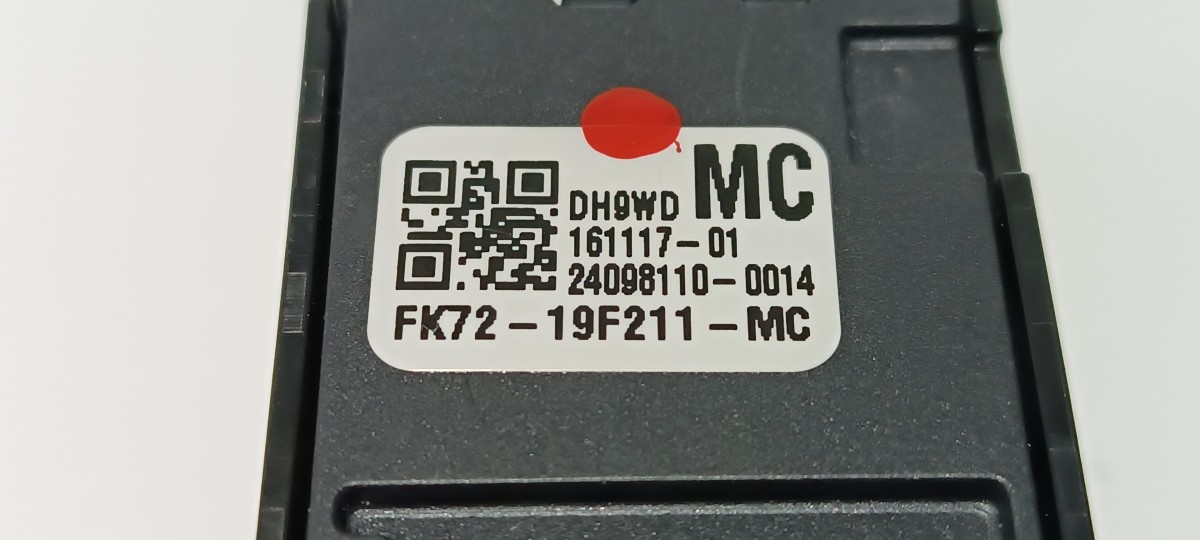 MC
DH9WD
161117-01
24098110-0014
FK72-19F211-MC